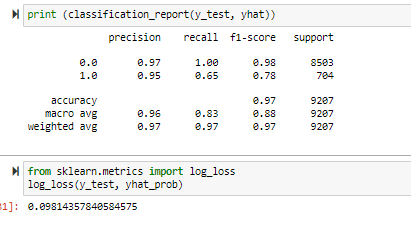 print (classification_report(y_test, yhat))
precision recall f1-score support
0.0 0.97 1.00 0.98 8503
1.0 0.95 0.65 0.78 704
accuracy 0.97 9207
macro avg 0.96 0.83 0.88 9207
weighted avg 0.97 0.97 0.97 9207
from sklearn.metrics import log_loss
log_loss(y_test, yhat_prob)
31]: 0.09814357840584575